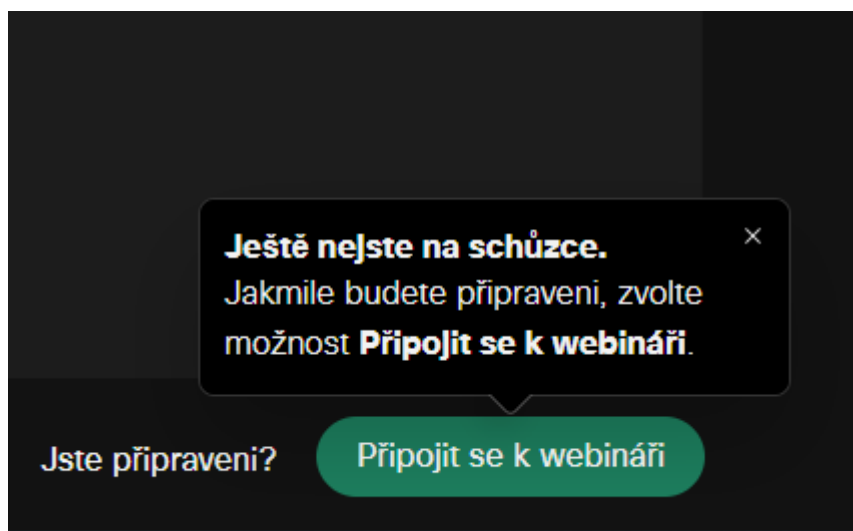 Ještě nejste na schůzce.
Jakmile budete připraveni, zvolte
možnost Připojit se k webináři.
Jste připraveni?
Připojit se k webináři